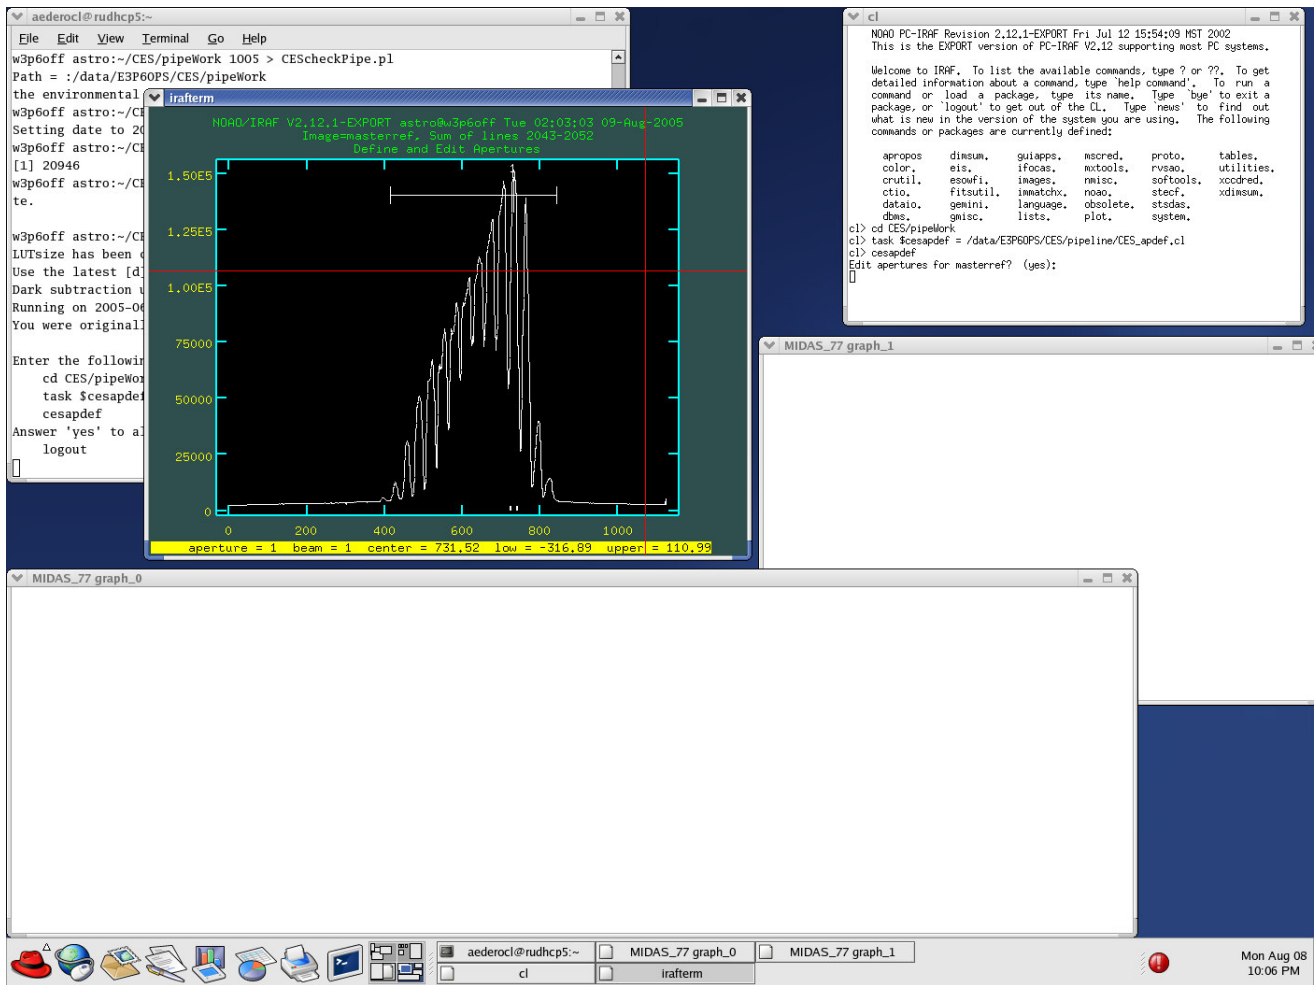 aederocl@rudhcp5:~
File Edit View Terminal Go Help
w3p6off astro:~/CES/pipeWork 1005 > CEScheckPipe.pl
Path = :/data/E3P6OPS/CES/pipeWork
the environmental
w3p6off astro:~/CE
Setting date to 20
w3p6off astro:~/CE
[1] 20946
w3p6off astro:~/CE
te.
w3p6off astro:~/CE
LUTsize has been
Use the latest [d]
Dark subtraction
Running on 2005-06
You were originall
Enter the followin
cd CES/pipeWor
task $cesapdef
cesapdef
Answer 'yes' to al
logout
irafterm
NOAO/IRAF V2.12.1-EXPORT astro@w3p6off Tue 02:03:03 09-Aug-2005
Image=masterref, Sum of lines 2043-2052
Define and Edit Apertures
1
1.50E5
1.25E5
1.00E5
75000
50000
25000
0
0 200 400 600 800 1000
aperture = 1 beam = 1 center = 731.52 low = -316.89 upper = 110.99
cl
NOAO PC-IRAF Revision 2.12.1-EXPORT Fri Jul 12 15:54:09 MST 2002
This is the EXPORT version of PC-IRAF V2.12 supporting most PC systems.
Welcome to IRAF. To list the available commands, type ? or ??. To get
detailed information about a command, type `help command'. To run a
command or load a package, type its name. Type `bye' to exit a
package, or `logout' to get out of the CL. Type `news' to find out
what is new in the version of the system you are using. The following
commands or packages are currently defined:
apropos dimsum. guiapps. mscred. proto. tables.
color. eis. ifocas. mxtools. rvsao. utilities.
crutil. esowfi. images. nmisc. softools. xccdred.
ctio. fitsutil. immatchx. noao. stecf. xdimsum.
dataio. gemini. language. obsolete. stsdas.
dbms. gmisc. lists. plot. system.
cl> cd CES/pipeWork
cl> task $cesapdef = /data/E3P6OPS/CES/pipeline/CES_apdef.cl
cl> cesapdef
Edit apertures for masterref? (yes):
MIDAS_77 graph_1
MIDAS_77 graph_0
aederocl@rudhcp5:~ MIDAS_77 graph_0 MIDAS_77 graph_1
cl irafterm
Mon Aug 08
10:06 PM